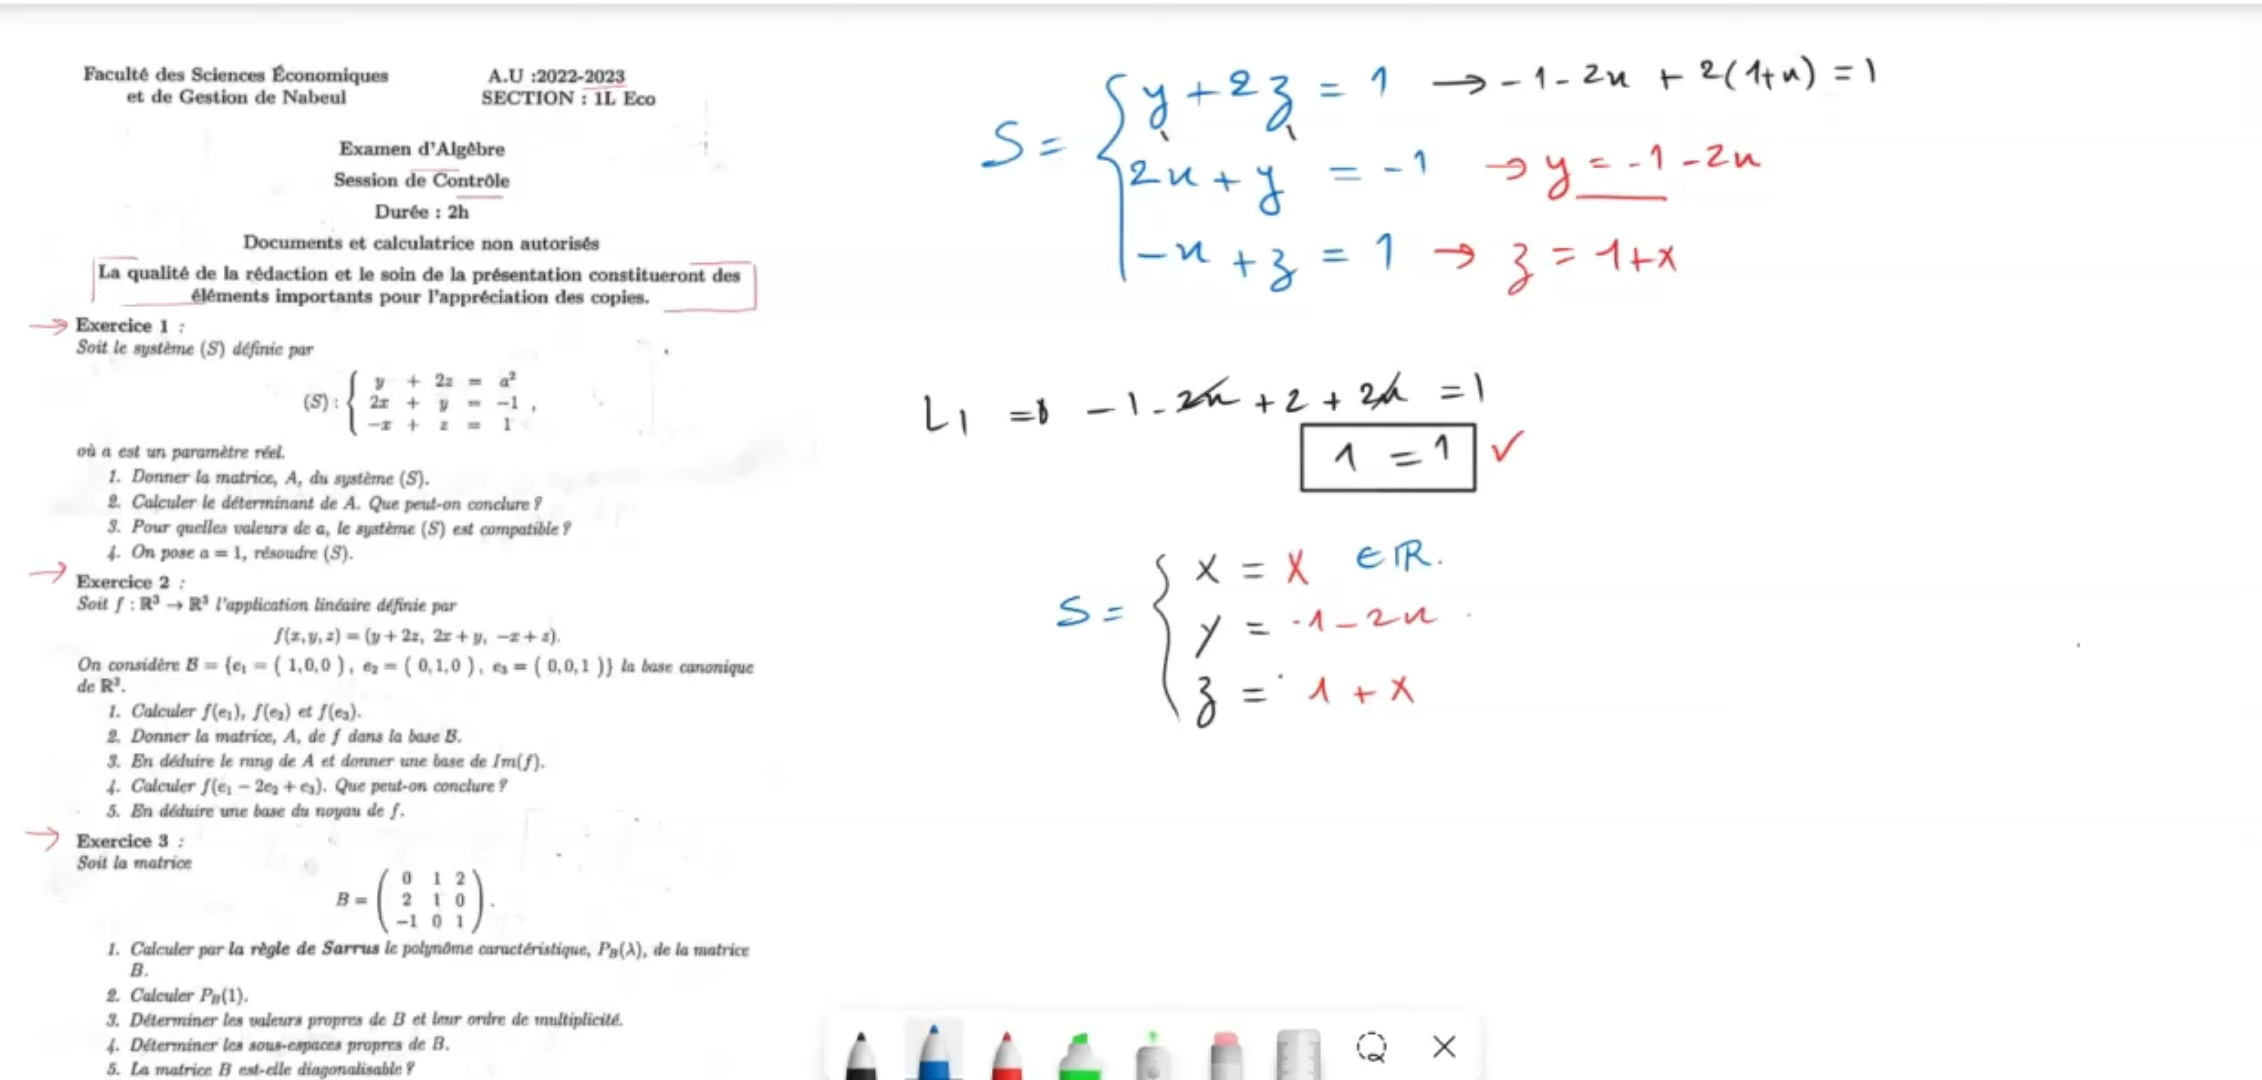 Faculté des Sciences Économiques
et de Gestion de Nabeul
A.U :2022-2023
SECTION : 1L Eco
Examen d'Algèbre
Session de Contrôle
Durée : 2h
Documents et calculatrice non autorisés
La qualité de la rédaction et le soin de la présentation constitueront des
éléments importants pour l'appréciation des copies.
Exercice 1 :
Soit le système (S) définie par
(S) : { y + 2z = a²
2x + y = -1 ,
-x + z = 1
où a est un paramètre réel.
1. Donner la matrice, A, du système (S).
2. Calculer le déterminant de A. Que peut-on conclure ?
3. Pour quelles valeurs de a, le système (S) est compatible ?
4. On pose a = 1, résoudre (S).
Exercice 2 :
Soit f : ℝ³ → ℝ³ l'application linéaire définie par
f(x, y, z) = (y + 2z, 2x + y, -x + z).
On considère B = {e₁ = ( 1,0,0 ) , e₂ = ( 0,1,0 ) , e₃ = ( 0,0,1 )} la base canonique
de ℝ³.
1. Calculer f(e₁), f(e₂) et f(e₃).
2. Donner la matrice, A, de f dans la base B.
3. En déduire le rang de A et donner une base de Im(f).
4. Calculer f(e₁ - 2e₂ + e₃). Que peut-on conclure ?
5. En déduire une base du noyau de f.
Exercice 3 :
Soit la matrice
B = ( 0 1 2
2 1 0
-1 0 1 ) .
1. Calculer par la règle de Sarrus le polynôme caractéristique, P_B(λ), de la matrice
B.
2. Calculer P_B(1).
3. Déterminer les valeurs propres de B et leur ordre de multiplicité.
4. Déterminer les sous-espaces propres de B.
5. La matrice B est-elle diagonalisable ?
S = { y + 2z = 1 → -1 - 2x + 2(1+x) = 1
2x + y = -1 → y = -1 - 2x
-x + z = 1 → z = 1+x
L1 ⇒ -1 - 2x + 2 + 2x = 1
1 = 1 ✓
S = { x = x ∈ ℝ.
y = -1 - 2x
z = 1 + x